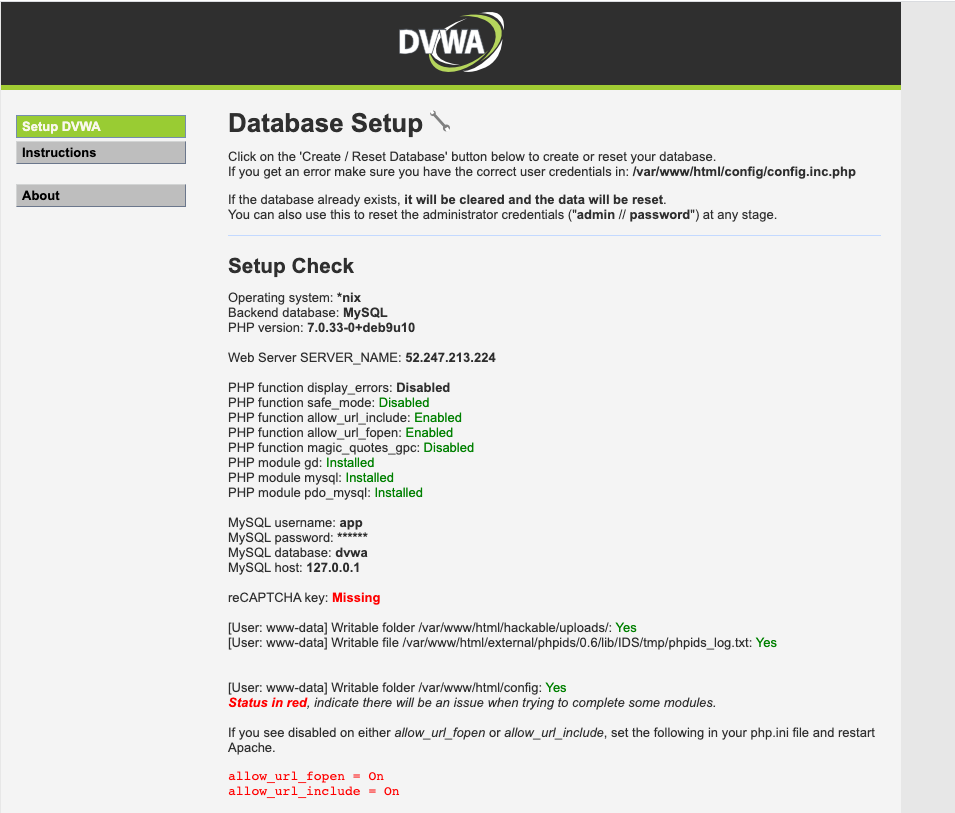 DVWA
Setup DVWA
Instructions
About
Database Setup
Click on the 'Create / Reset Database' button below to create or reset your database.
If you get an error make sure you have the correct user credentials in: /var/www/html/config/config.inc.php
If the database already exists, it will be cleared and the data will be reset.
You can also use this to reset the administrator credentials ("admin // password") at any stage.
Setup Check
Operating system: *nix
Backend database: MySQL
PHP version: 7.0.33-0+deb9u10
Web Server SERVER_NAME: 52.247.213.224
PHP function display_errors: Disabled
PHP function safe_mode: Disabled
PHP function allow_url_include: Enabled
PHP function allow_url_fopen: Enabled
PHP function magic_quotes_gpc: Disabled
PHP module gd: Installed
PHP module mysql: Installed
PHP module pdo_mysql: Installed
MySQL username: app
MySQL password: ******
MySQL database: dvwa
MySQL host: 127.0.0.1
reCAPTCHA key: Missing
[User: www-data] Writable folder /var/www/html/hackable/uploads/: Yes
[User: www-data] Writable file /var/www/html/external/phpids/0.6/lib/IDS/tmp/phpids_log.txt: Yes
[User: www-data] Writable folder /var/www/html/config: Yes
Status in red, indicate there will be an issue when trying to complete some modules.
If you see disabled on either allow_url_fopen or allow_url_include, set the following in your php.ini file and restart
Apache.
allow_url_fopen = On
allow_url_include = On